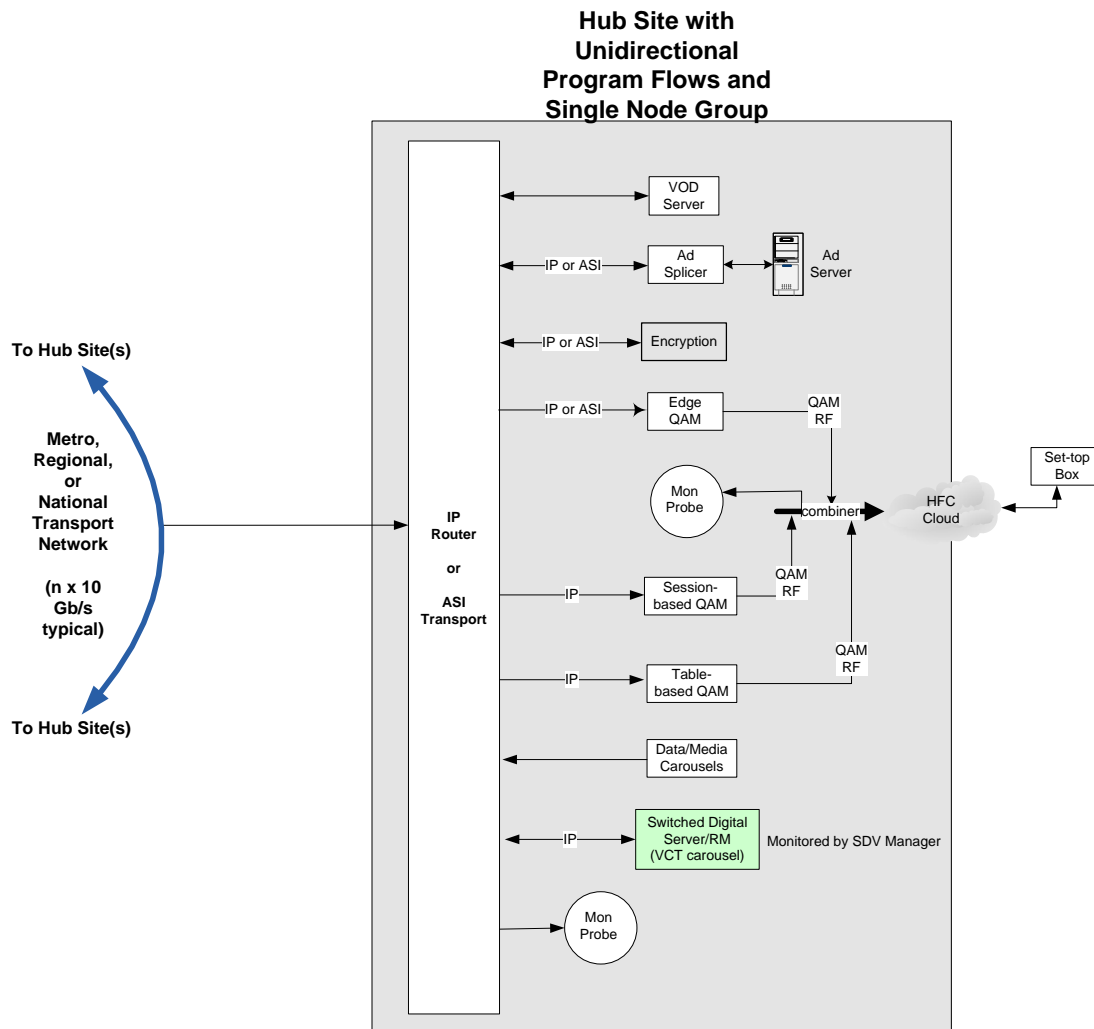 Hub Site with
Unidirectional
Program Flows and
Single Node Group
VOD
Server
IP or ASI
Ad
Splicer
Ad
Server
To Hub Site(s)
IP or ASI
Encryption
IP or ASI
Edge
QAM
QAM
RF
Metro,
Regional,
or
National
Transport
Network
(n x 10
Gb/s
typical)
Mon
Probe
combiner
HFC
Cloud
Set-top
Box
IP
Router
or
ASI
Transport
IP
Session-
based QAM
QAM
RF
IP
Table-
based QAM
QAM
RF
To Hub Site(s)
Data/Media
Carousels
IP
Switched Digital
Server/RM
(VCT carousel)
Monitored by SDV Manager
Mon
Probe